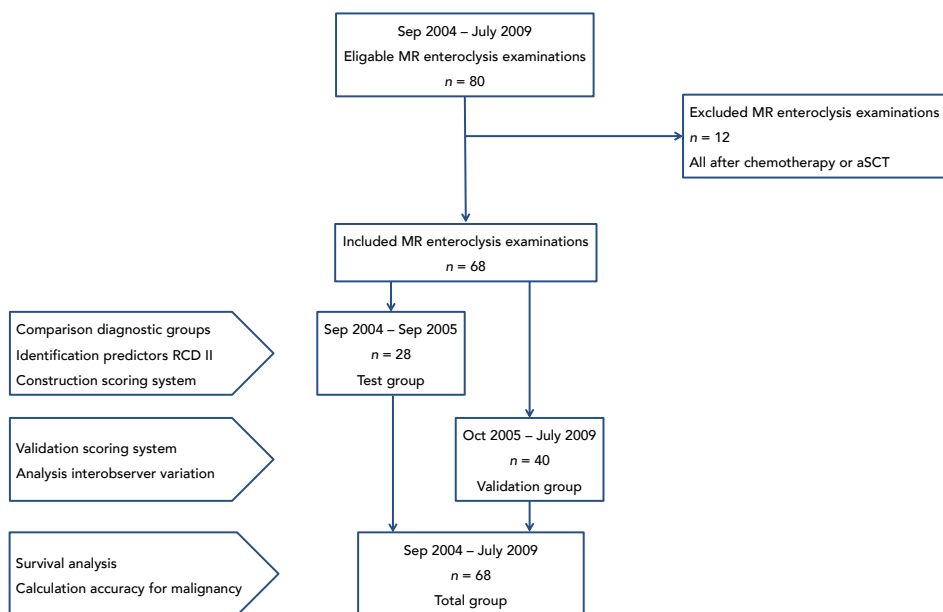 Sep 2004 – July 2009
Eligable MR enteroclysis examinations
n = 80
Excluded MR enteroclysis examinations
n = 12
All after chemotherapy or aSCT
Included MR enteroclysis examinations
n = 68
Comparison diagnostic groups
Identification predictors RCD II
Construction scoring system
Sep 2004 – Sep 2005
n = 28
Test group
Validation scoring system
Analysis interobserver variation
Oct 2005 – July 2009
n = 40
Validation group
Survival analysis
Calculation accuracy for malignancy
Sep 2004 – July 2009
n = 68
Total group